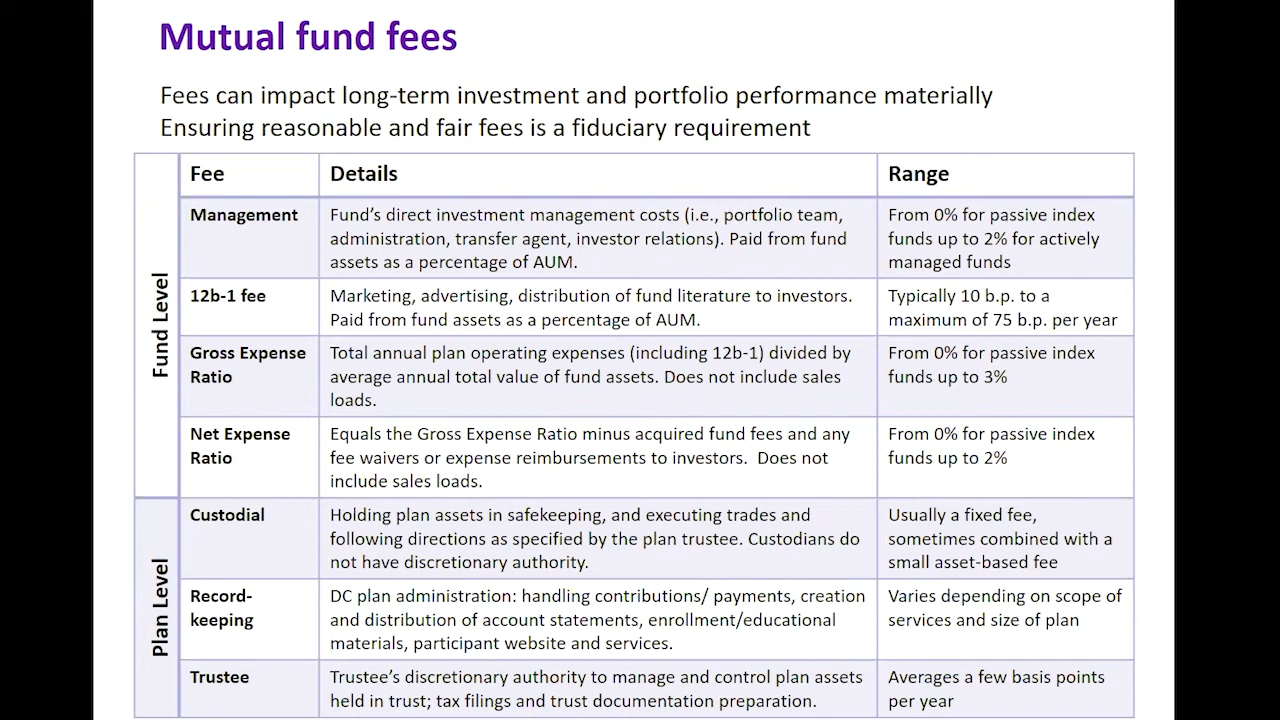 Mutual fund fees
Fees can impact long-term investment and portfolio performance materially
Ensuring reasonable and fair fees is a fiduciary requirement
Fee
Details
Range
Fund Level
Management
Fund's direct investment management costs (i.e., portfolio team,
administration, transfer agent, investor relations). Paid from fund
assets as a percentage of AUM.
From 0% for passive index
funds up to 2% for actively
managed funds
12b-1 fee
Marketing, advertising, distribution of fund literature to investors.
Paid from fund assets as a percentage of AUM.
Typically 10 b.p. to a
maximum of 75 b.p. per year
Gross Expense
Ratio
Total annual plan operating expenses (including 12b-1) divided by
average annual total value of fund assets. Does not include sales
loads.
From 0% for passive index
funds up to 3%
Net Expense
Ratio
Equals the Gross Expense Ratio minus acquired fund fees and any
fee waivers or expense reimbursements to investors.  Does not
include sales loads.
From 0% for passive index
funds up to 2%
Plan Level
Custodial
Holding plan assets in safekeeping, and executing trades and
following directions as specified by the plan trustee. Custodians do
not have discretionary authority.
Usually a fixed fee,
sometimes combined with a
small asset-based fee
Record-
keeping
DC plan administration: handling contributions/ payments, creation
and distribution of account statements, enrollment/educational
materials, participant website and services.
Varies depending on scope of
services and size of plan
Trustee
Trustee's discretionary authority to manage and control plan assets
held in trust; tax filings and trust documentation preparation.
Averages a few basis points
per year